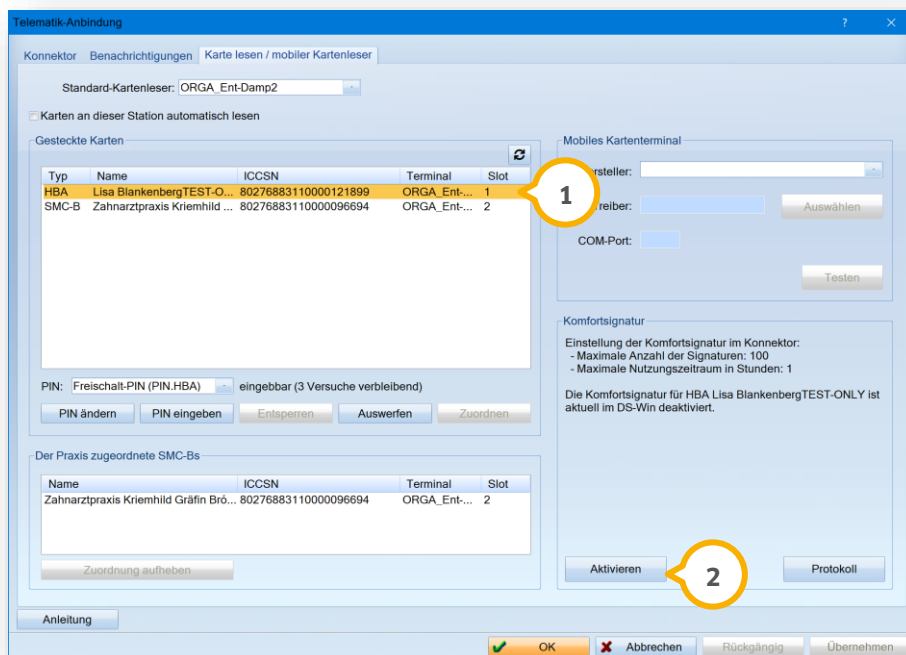 Telematik-Anbindung
Konnektor Benachrichtigungen Karte lesen / mobiler Kartenleser
Standard-Kartenleser: ORGA_Ent-Damp2
Karten an dieser Station automatisch lesen
Gesteckte Karten
Typ Name ICCSN Terminal Slot
HBA Lisa BlankenbergTEST-O... 80276883110000121899 ORGA_Ent-... 1
SMC-B Zahnarztpraxis Kriemhild ... 80276883110000096694 ORGA_Ent-... 2
1
PIN: Freischalt-PIN (PIN.HBA) eingebbar (3 Versuche verbleibend)
PIN ändern PIN eingeben Entsperren Auswerfen Zuordnen
Der Praxis zugeordnete SMC-Bs
Name ICCSN Terminal Slot
Zahnarztpraxis Kriemhild Gräfin Bró... 80276883110000096694 ORGA_Ent-... 2
Zuordnung aufheben
Mobiles Kartenterminal
ersteller:
reiber: Auswählen
COM-Port:
Testen
Komfortsignatur
Einstellung der Komfortsignatur im Konnektor:
- Maximale Anzahl der Signaturen: 100
- Maximale Nutzungszeitraum in Stunden: 1
Die Komfortsignatur für HBA Lisa BlankenbergTEST-ONLY ist
aktuell im DS-Win deaktiviert.
Aktivieren 2 Protokoll
Anleitung
OK Abbrechen Rückgängig Übernehmen